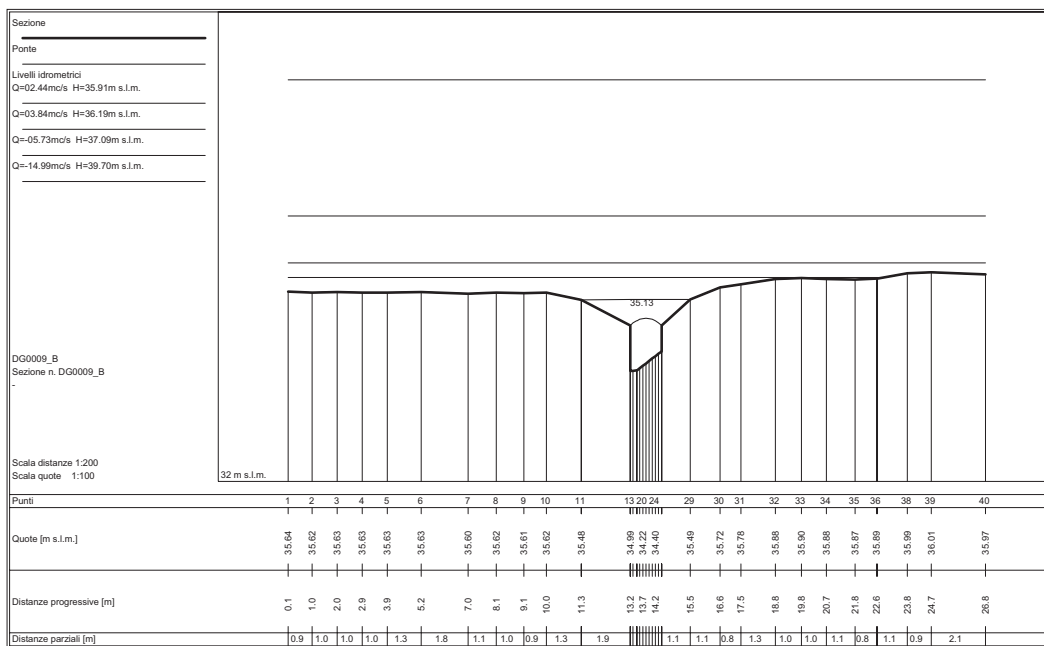 Sezione
Ponte
Livelli idrometrici
Q=02.44mc/s H=35.91m s.l.m.
Q=03.84mc/s H=36.19m s.l.m.
Q=-05.73mc/s H=37.09m s.l.m.
Q=-14.99mc/s H=39.70m s.l.m.
35.13
DG0009_B
Sezione n. DG0009_B
-
Scala distanze 1:200
Scala quote 1:100
32 m s.l.m.
Punti 1 2 3 4 5 6 7 8 9 10 11 13 20 24 29 30 31 32 33 34 35 36 38 39 40
Quote [m s.l.m.] 35.64 35.62 35.63 35.63 35.63 35.63 35.60 35.62 35.61 35.62 35.48 34.99 34.22 34.40 35.49 35.72 35.78 35.88 35.90 35.88 35.87 35.89 35.99 36.01 35.97
Distanze progressive [m] 0.1 1.0 2.0 2.9 3.9 5.2 7.0 8.1 9.1 10.0 11.3 13.2 13.7 14.2 15.5 16.6 17.5 18.8 19.8 20.7 21.8 22.6 23.8 24.7 26.8
Distanze parziali [m] 0.9 1.0 1.0 1.0 1.3 1.8 1.1 1.0 0.9 1.3 1.9 1.1 1.1 0.8 1.3 1.0 1.0 1.1 0.8 1.1 0.9 2.1